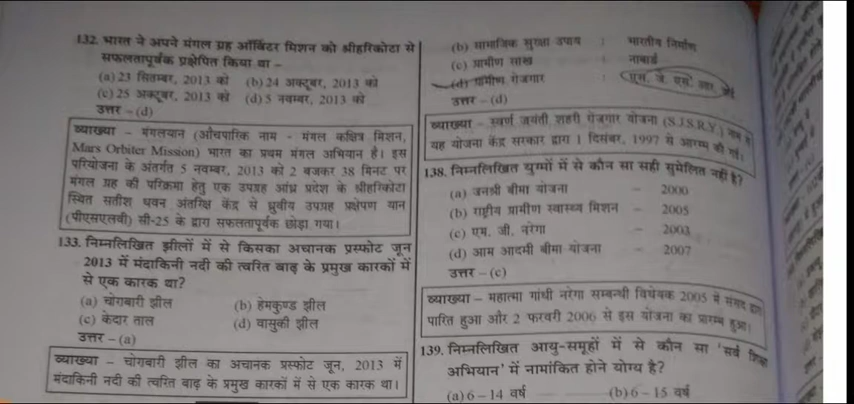 132. भारत ने अपने मंगल ग्रह ऑर्बिटर मिशन को श्रीहरिकोटा से
सफलतापूर्वक प्रक्षेपित किया था –
(a) 23 सितम्बर, 2013 को (b) 24 अक्टूबर, 2013 को
(c) 25 अक्टूबर, 2013 को (d) 5 नवम्बर, 2013 को
उत्तर – (d)
व्याख्या – मंगलयान (औपचारिक नाम - मंगल कक्षित्र मिशन,
Mars Orbiter Mission) भारत का प्रथम मंगल अभियान है। इस
परियोजना के अंतर्गत 5 नवम्बर, 2013 को 2 बजकर 38 मिनट पर
मंगल ग्रह की परिक्रमा हेतु एक उपग्रह आंध्र प्रदेश के श्रीहरिकोटा
स्थित सतीश धवन अंतरिक्ष केंद्र से ध्रुवीय उपग्रह प्रक्षेपण यान
(पीएसएलवी) सी-25 के द्वारा सफलतापूर्वक छोड़ा गया।
133. निम्नलिखित झीलों में से किसका अचानक प्रस्फोट जून
2013 में मंदाकिनी नदी की त्वरित बाढ़ के प्रमुख कारकों में
से एक कारक था?
(a) चोराबारी झील (b) हेमकुण्ड झील
(c) केदार ताल (d) वासुकी झील
उत्तर – (a)
व्याख्या – चोराबारी झील का अचानक प्रस्फोट जून, 2013 में
मंदाकिनी नदी की त्वरित बाढ़ के प्रमुख कारकों में से एक कारक था।
(b) सामाजिक सुरक्षा उपाय : भारतीय निर्माण
(c) ग्रामीण साख : नाबार्ड
(d) ग्रामीण रोजगार : एस. जे. एस. आर.
उत्तर – (d)
व्याख्या – स्वर्ण जयंती शहरी रोजगार योजना (S.J.S.R.Y.) नाम
यह योजना केंद्र सरकार द्वारा 1 दिसंबर, 1997 से आरम्भ की गई।
138. निम्नलिखित युग्मों में से कौन सा सही सुमेलित नहीं है?
(a) जनश्री बीमा योजना – 2000
(b) राष्ट्रीय ग्रामीण स्वास्थ्य मिशन – 2005
(c) एम. जी. नरेगा – 2003
(d) आम आदमी बीमा योजना – 2007
उत्तर – (c)
व्याख्या – महात्मा गांधी नरेगा सम्बन्धी विधेयक 2005 में संसद द्वारा
पारित हुआ और 2 फरवरी 2006 से इस योजना का प्रारम्भ हुआ।
139. निम्नलिखित आयु-समूहों में से कौन सा 'सर्व शिक्षा
अभियान' में नामांकित होने योग्य है?
(a) 6 – 14 वर्ष (b) 6 – 15 वर्ष